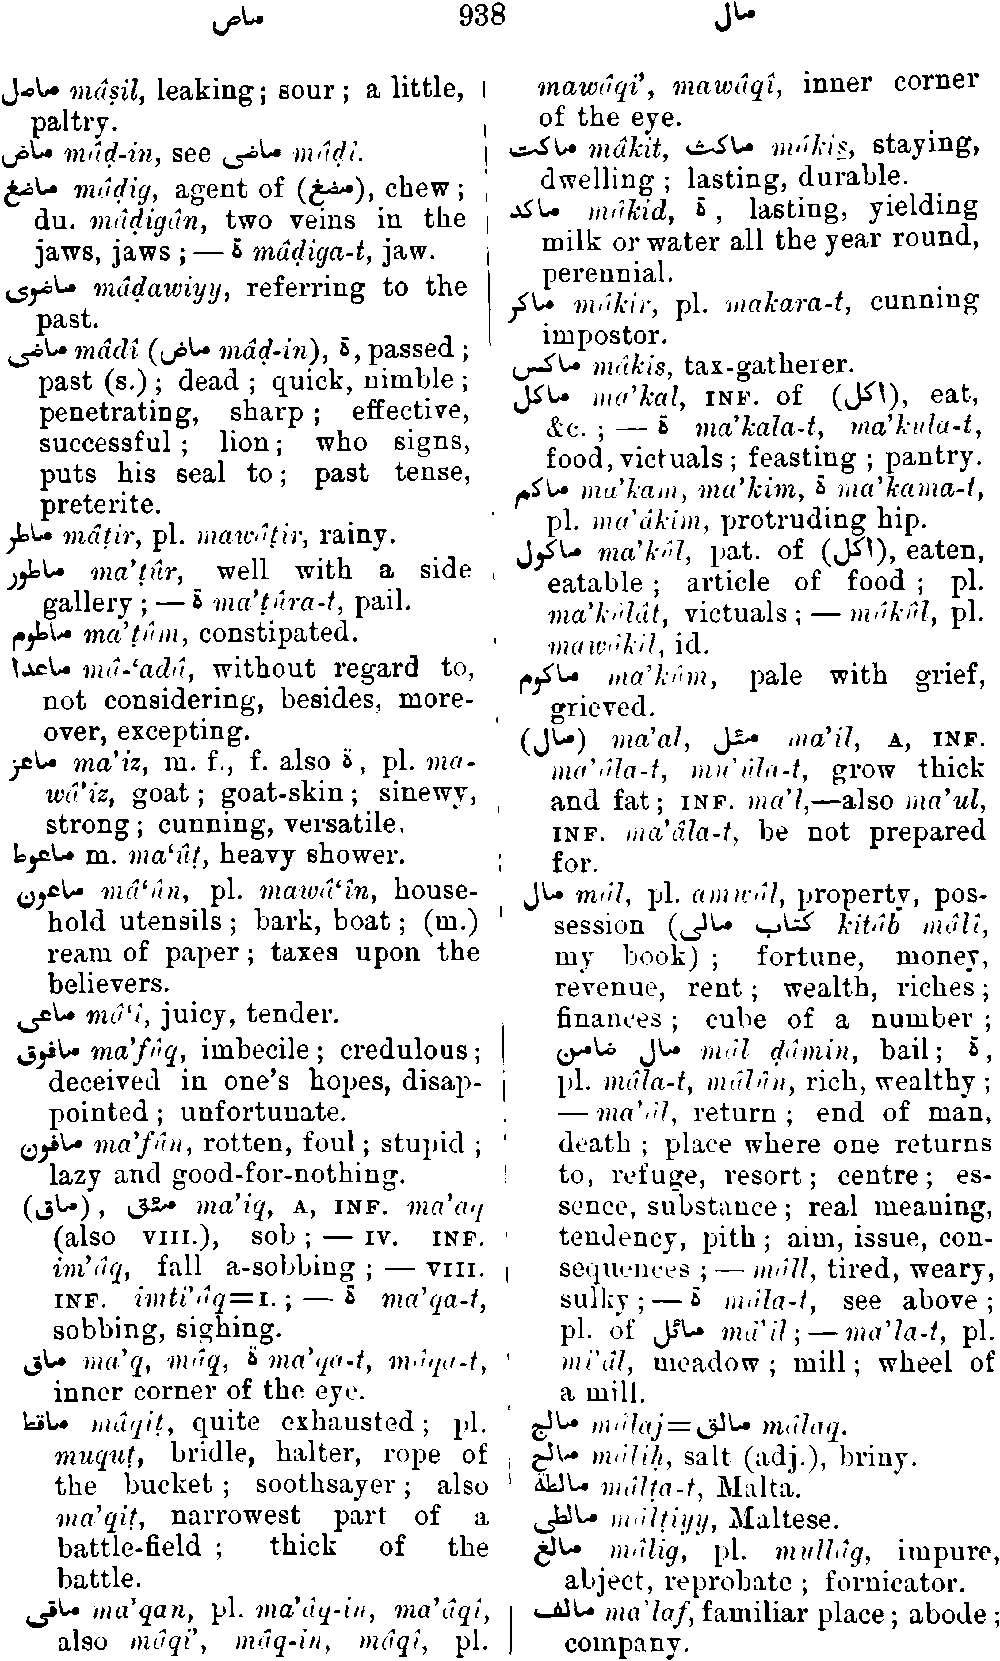 ماص 938 مال
ماصل mâṣil, leaking; sour; a little,
paltry.
ماض mâḍ-in, see ماضى mâḍî.
ماضغ mâḍig, agent of (مضغ), chew;
du. mâḍigân, two veins in the
jaws, jaws; — ة mâḍiga-t, jaw.
ماضوى mâḍawiyy, referring to the
past.
ماضى mâdî (ماض mâḍ-in), ة, passed;
past (s.); dead; quick, nimble;
penetrating, sharp; effective,
successful; lion; who signs,
puts his seal to; past tense,
preterite.
ماطر mâṭir, pl. mawâṭir, rainy.
ماطور ma’ṭûr, well with a side
gallery; — ة ma’ṭûra-t, pail.
ماطوم ma’ṭûm, constipated.
ماعدا mâ-‘adâ, without regard to,
not considering, besides, more-
over, excepting.
ماعز ma’iz, m. f., f. also ة, pl. ma-
wâ’iz, goat; goat-skin; sinewy,
strong; cunning, versatile.
ماعوط m. ma‘ûṭ, heavy shower.
ماعون mâ‘ûn, pl. mawâ‘în, house-
hold utensils; bark, boat; (m.)
ream of paper; taxes upon the
believers.
ماعى mâ‘î, juicy, tender.
مافوق ma’fûq, imbecile; credulous;
deceived in one's hopes, disap-
pointed; unfortunate.
مافون ma’fûn, rotten, foul; stupid;
lazy and good-for-nothing.
(ماق), مئق ma’iq, A, INF. ma’aq
(also VIII.), sob; — IV. INF.
im’âq, fall a-sobbing; — VIII.
INF. imti’âq=I.; — ة ma’qa-t,
sobbing, sighing.
ماق ma’q, mâq, ة ma’qa-t, mâqa-t,
inner corner of the eye.
ماقط mâqiṭ, quite exhausted; pl.
muquṭ, bridle, halter, rope of
the bucket; soothsayer; also
ma’qiṭ, narrowest part of a
battle-field; thick of the
battle.
ماقى ma’qan, pl. ma’âq-in, ma’âqî,
also mâqi’, mâq-in, mâqî, pl.
mawâqi’, mawâqî, inner corner
of the eye.
ماكت mâkit, ماكث mâkis̱, staying,
dwelling; lasting, durable.
ماكد mâkid, ة, lasting, yielding
milk or water all the year round,
perennial.
ماكر mâkir, pl. makara-t, cunning
impostor.
ماكس mâkis, tax-gatherer.
ماكل ma’kal, INF. of (اكل), eat,
&c.; — ة ma’kala-t, ma’kula-t,
food, victuals; feasting; pantry.
ماكم ma’kam, ma’kim, ة ma’kama-t,
pl. ma’âkim, protruding hip.
ماكول ma’kûl, pat. of (اكل), eaten,
eatable; article of food; pl.
ma’kûlât, victuals; — mâkûl, pl.
mawâkîl, id.
ماكوم ma’kûm, pale with grief,
grieved.
(مال) ma’al, مئل ma’il, A, INF.
ma’âla-t, mu’ûla-t, grow thick
and fat; INF. ma’l,—also ma’ul,
INF. ma’âla-t, be not prepared
for.
مال mâl, pl. amwâl, property, pos-
session (كتاب مالى kitâb mâlî,
my book); fortune, money,
revenue, rent; wealth, riches;
finances; cube of a number;
مال ضامن mâl ḍâmin, bail; ة,
pl. mâla-t, mâlûn, rich, wealthy;
— ma’âl, return; end of man,
death; place where one returns
to, refuge, resort; centre; es-
sence, substance; real meaning,
tendency, pith; aim, issue, con-
sequences; — mâll, tired, weary,
sulky; — ة mâla-t, see above;
pl. of مائل mâ’il; — ma’la-t, pl.
mi’âl, meadow; mill; wheel of
a mill.
مالج mâlaj=مالق mâlaq.
مالح mâliḥ, salt (adj.), briny.
مالطة mâlṭa-t, Malta.
مالطى mâlṭiyy, Maltese.
مالغ mâlig, pl. mullâg, impure,
abject, reprobate; fornicator.
مالف ma’laf, familiar place; abode;
company.